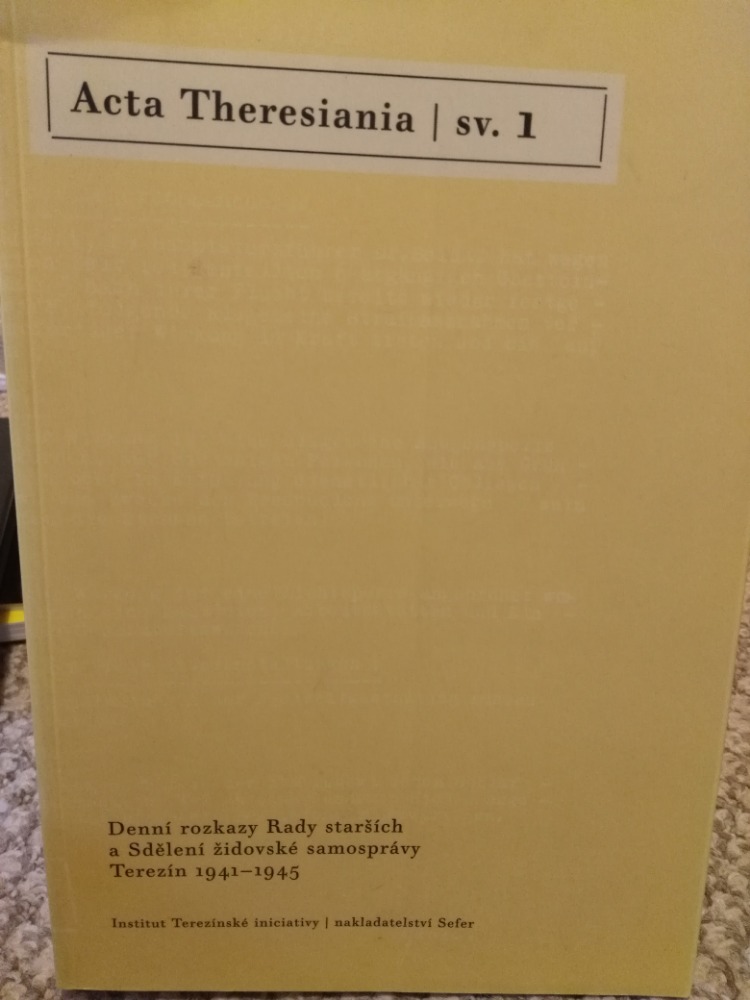 Acta Theresiania | sv. 1
Denní rozkazy Rady starších
a Sdělení židovské samosprávy
Terezín 1941–1945
Institut Terezínské iniciativy | nakladatelství Sefer